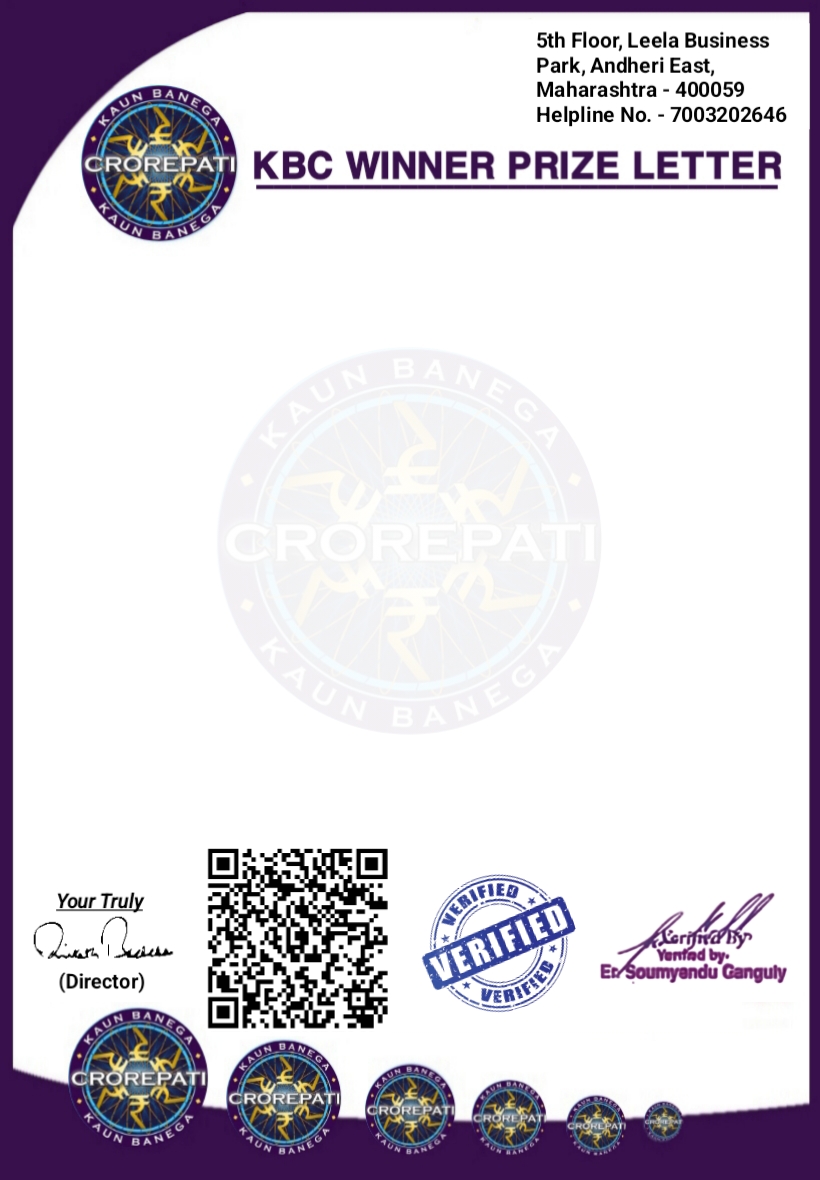 5th Floor, Leela Business
Park, Andheri East,
Maharashtra - 400059
Helpline No. - 7003202646
KAUN BANEGA
CROREPATI
KAUN BANEGA
KBC WINNER PRIZE LETTER
KAUN BANEGA
CROREPATI
KAUN BANEGA
Your Truly
(Director)
VERIFIED
VERIFIED
VERIFIED
Verified By
Verified by.
Er. Soumyendu Ganguly
KAUN BANEGA
CROREPATI
KAUN BANEGA
KAUN BANEGA
CROREPATI
KAUN BANEGA
KAUN BANEGA
CROREPATI
KAUN BANEGA
KAUN BANEGA
CROREPATI
KAUN BANEGA
CROREPATI
CROREPATI